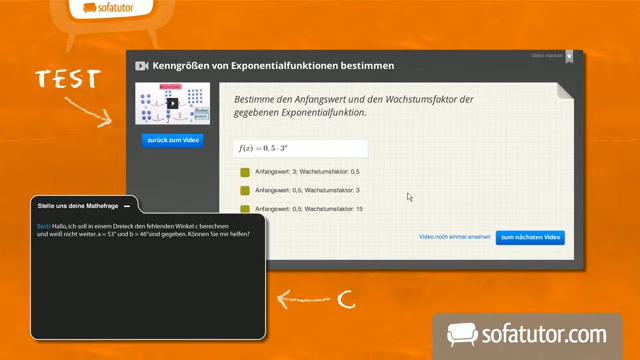 sofatutor
TEST
Kenngrößen von Exponentialfunktionen bestimmen
Video merken
Bestimme den Anfangswert und den Wachstumsfaktor der
gegebenen Exponentialfunktion.
zurück zum Video
f(x) = 0,5 · 3^x
Anfangswert: 3; Wachstumsfaktor: 0,5
Anfangswert: 0,5; Wachstumsfaktor: 3
Anfangswert: 0,5; Wachstumsfaktor: 15
Video noch einmal ansehen
zum nächsten Video
Stelle uns deine Mathefrage
Basti: Hallo, ich soll in einem Dreieck den fehlenden Winkel c berechnen
und weiß nicht weiter. a = 53° und b = 46°sind gegeben. Können Sie mir helfen?
C
sofatutor.com